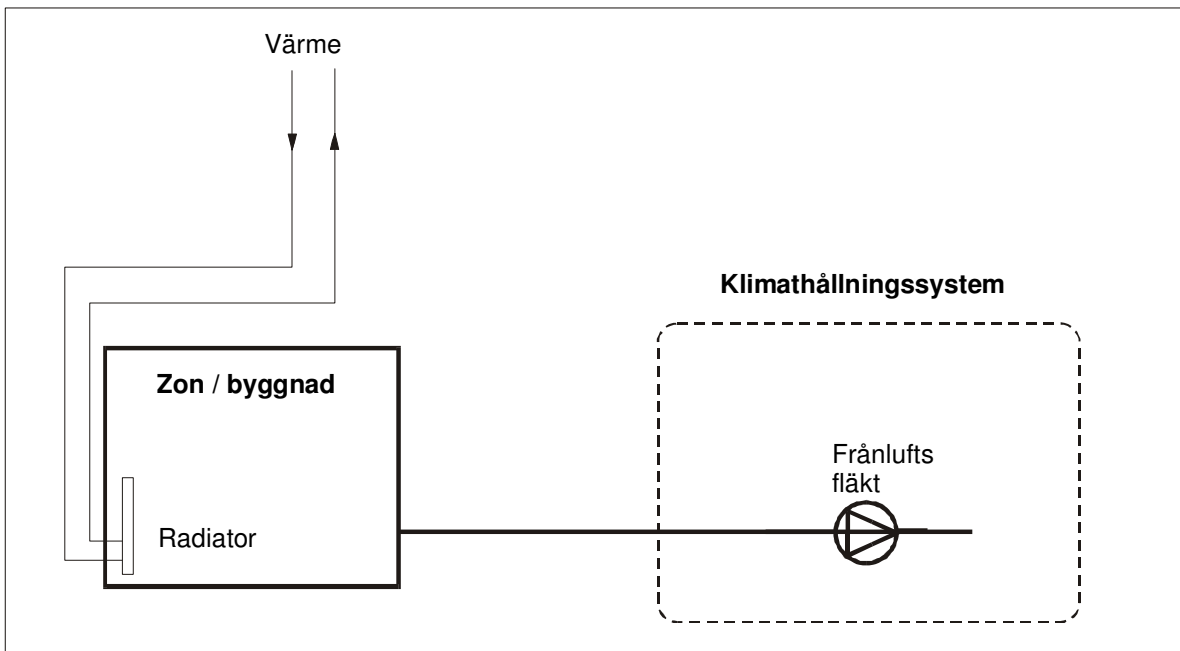 Värme
Klimathållningssystem
Zon / byggnad
Frånlufts
fläkt
Radiator